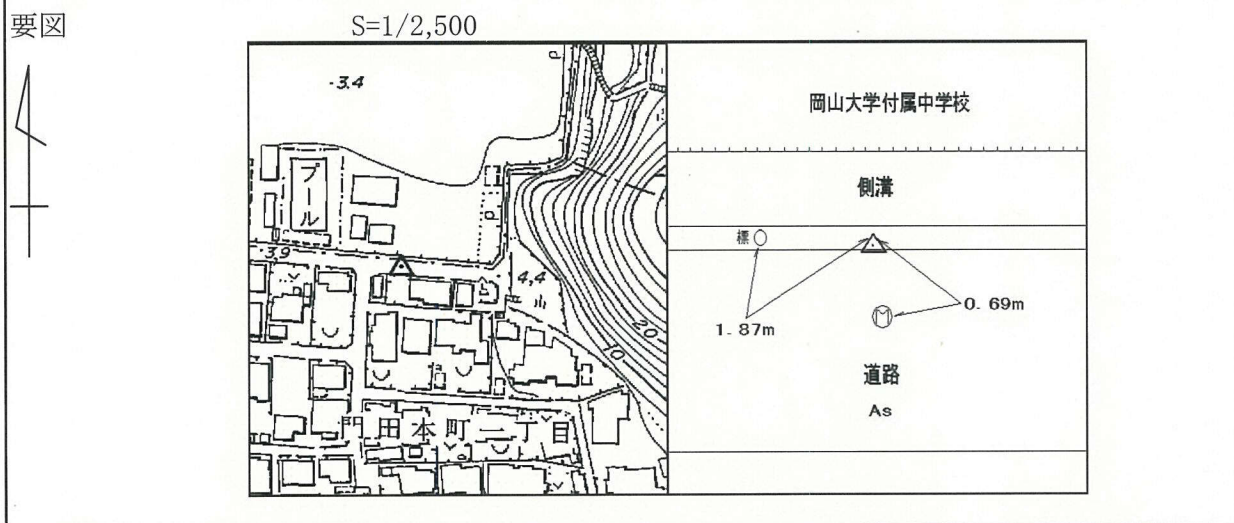 要図
S=1/2,500
-3.4
プール
-3.9
4,4
20
10
門田本町二丁目
岡山大学付属中学校
側溝
標
1.87m
0.69m
道路
As